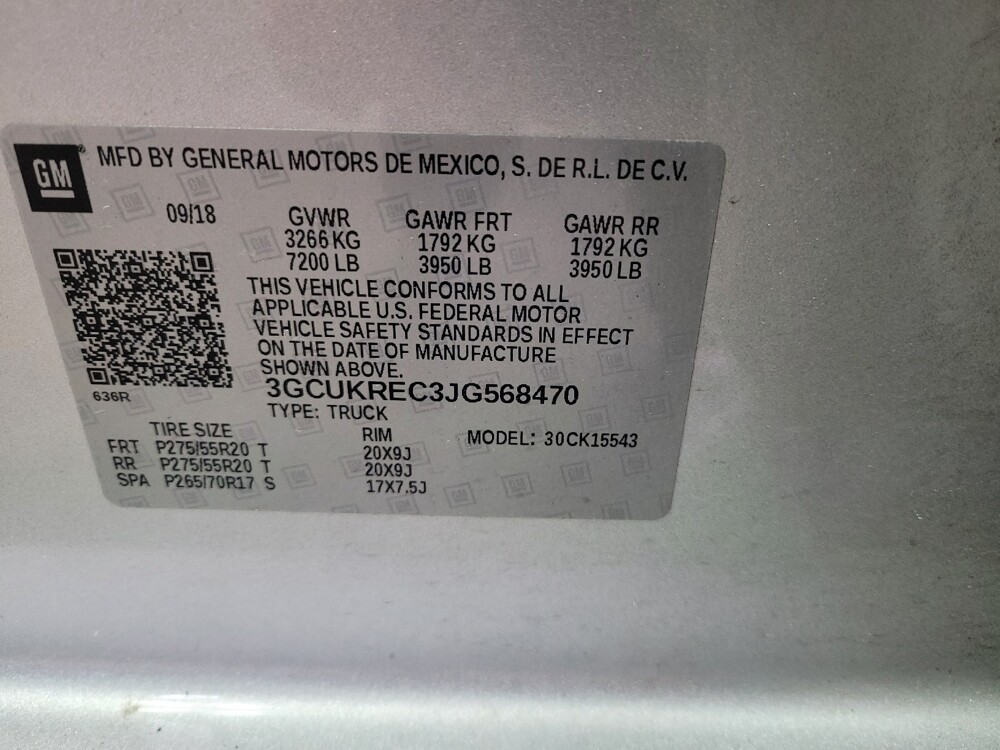 GM
MFD BY GENERAL MOTORS DE MEXICO, S. DE R.L. DE C.V.
09/18 GVWR GAWR FRT GAWR RR
3266 KG 1792 KG 1792 KG
7200 LB 3950 LB 3950 LB
THIS VEHICLE CONFORMS TO ALL
APPLICABLE U.S. FEDERAL MOTOR
VEHICLE SAFETY STANDARDS IN EFFECT
ON THE DATE OF MANUFACTURE
SHOWN ABOVE.
636R
3GCUKREC3JG568470
TYPE: TRUCK
TIRE SIZE RIM MODEL: 30CK15543
FRT P275/55R20 T 20X9J
RR P275/55R20 T 20X9J
SPA P265/70R17 S 17X7.5J